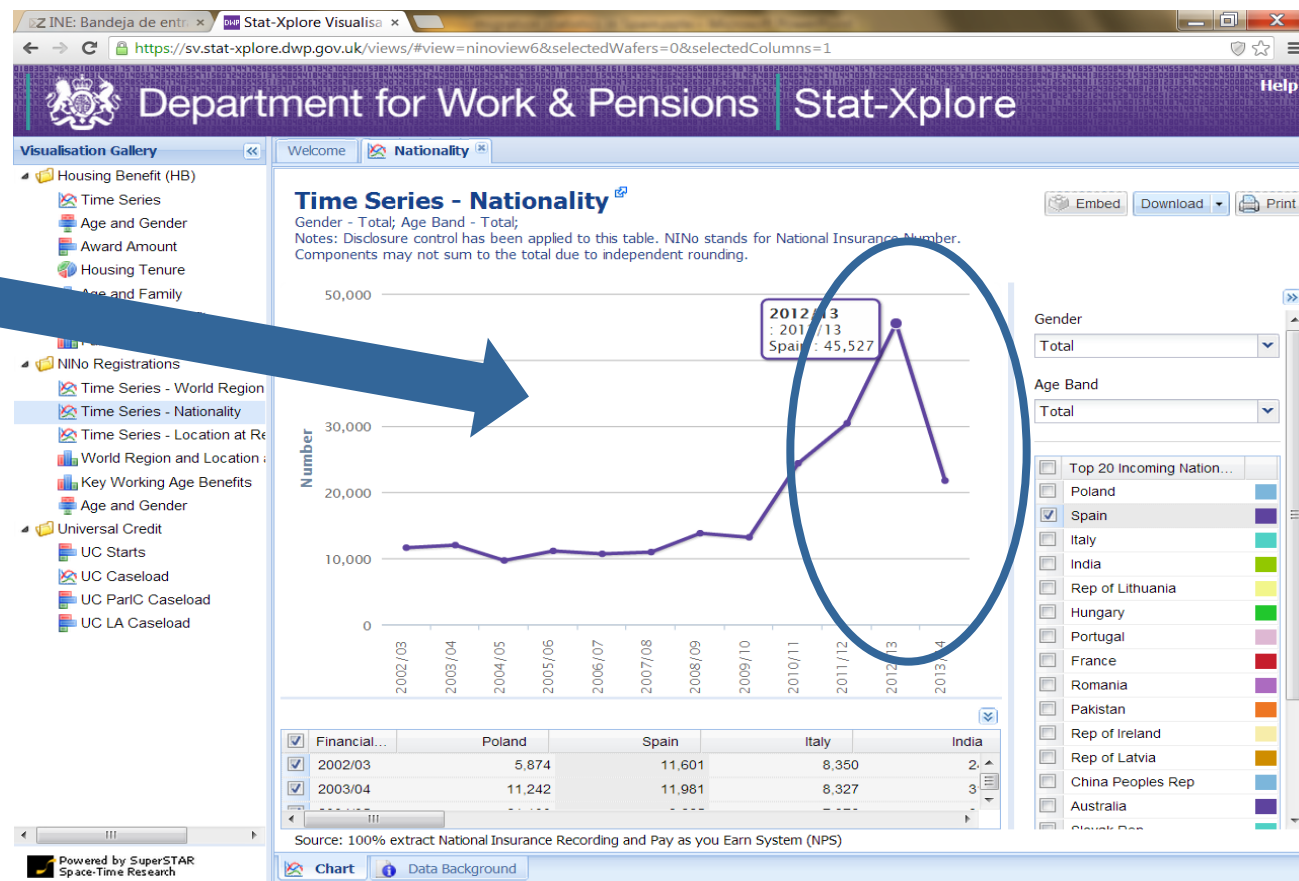 INE: Bandeja de entr
Stat-Xplore Visualisa
https://sv.stat-xplore.dwp.gov.uk/views/#view=ninoview6&selectedWafers=0&selectedColumns=1
Department for Work & Pensions Stat-Xplore
Help
Visualisation Gallery
Welcome
Nationality
Housing Benefit (HB)
Time Series
Age and Gender
Award Amount
Housing Tenure
Age and Family
NINo Registrations
Time Series - World Region
Time Series - Nationality
Time Series - Location at Re
World Region and Location
Key Working Age Benefits
Age and Gender
Universal Credit
UC Starts
UC Caseload
UC ParlC Caseload
UC LA Caseload
Powered by SuperSTAR
Space-Time Research
Time Series - Nationality
Gender - Total; Age Band - Total;
Notes: Disclosure control has been applied to this table. NINo stands for National Insurance Number.
Components may not sum to the total due to independent rounding.
Embed
Download
Print
50,000
30,000
20,000
10,000
0
Number
2012/13
: 2012/13
Spain : 45,527
2002/03
2003/04
2004/05
2005/06
2006/07
2007/08
2008/09
2009/10
2010/11
2011/12
2012/13
2013/14
Gender
Total
Age Band
Total
Top 20 Incoming Nation...
Poland
Spain
Italy
India
Rep of Lithuania
Hungary
Portugal
France
Romania
Pakistan
Rep of Ireland
Rep of Latvia
China Peoples Rep
Australia
Financial... Poland Spain Italy India
2002/03 5,874 11,601 8,350
2003/04 11,242 11,981 8,327
Source: 100% extract National Insurance Recording and Pay as you Earn System (NPS)
Chart
Data Background